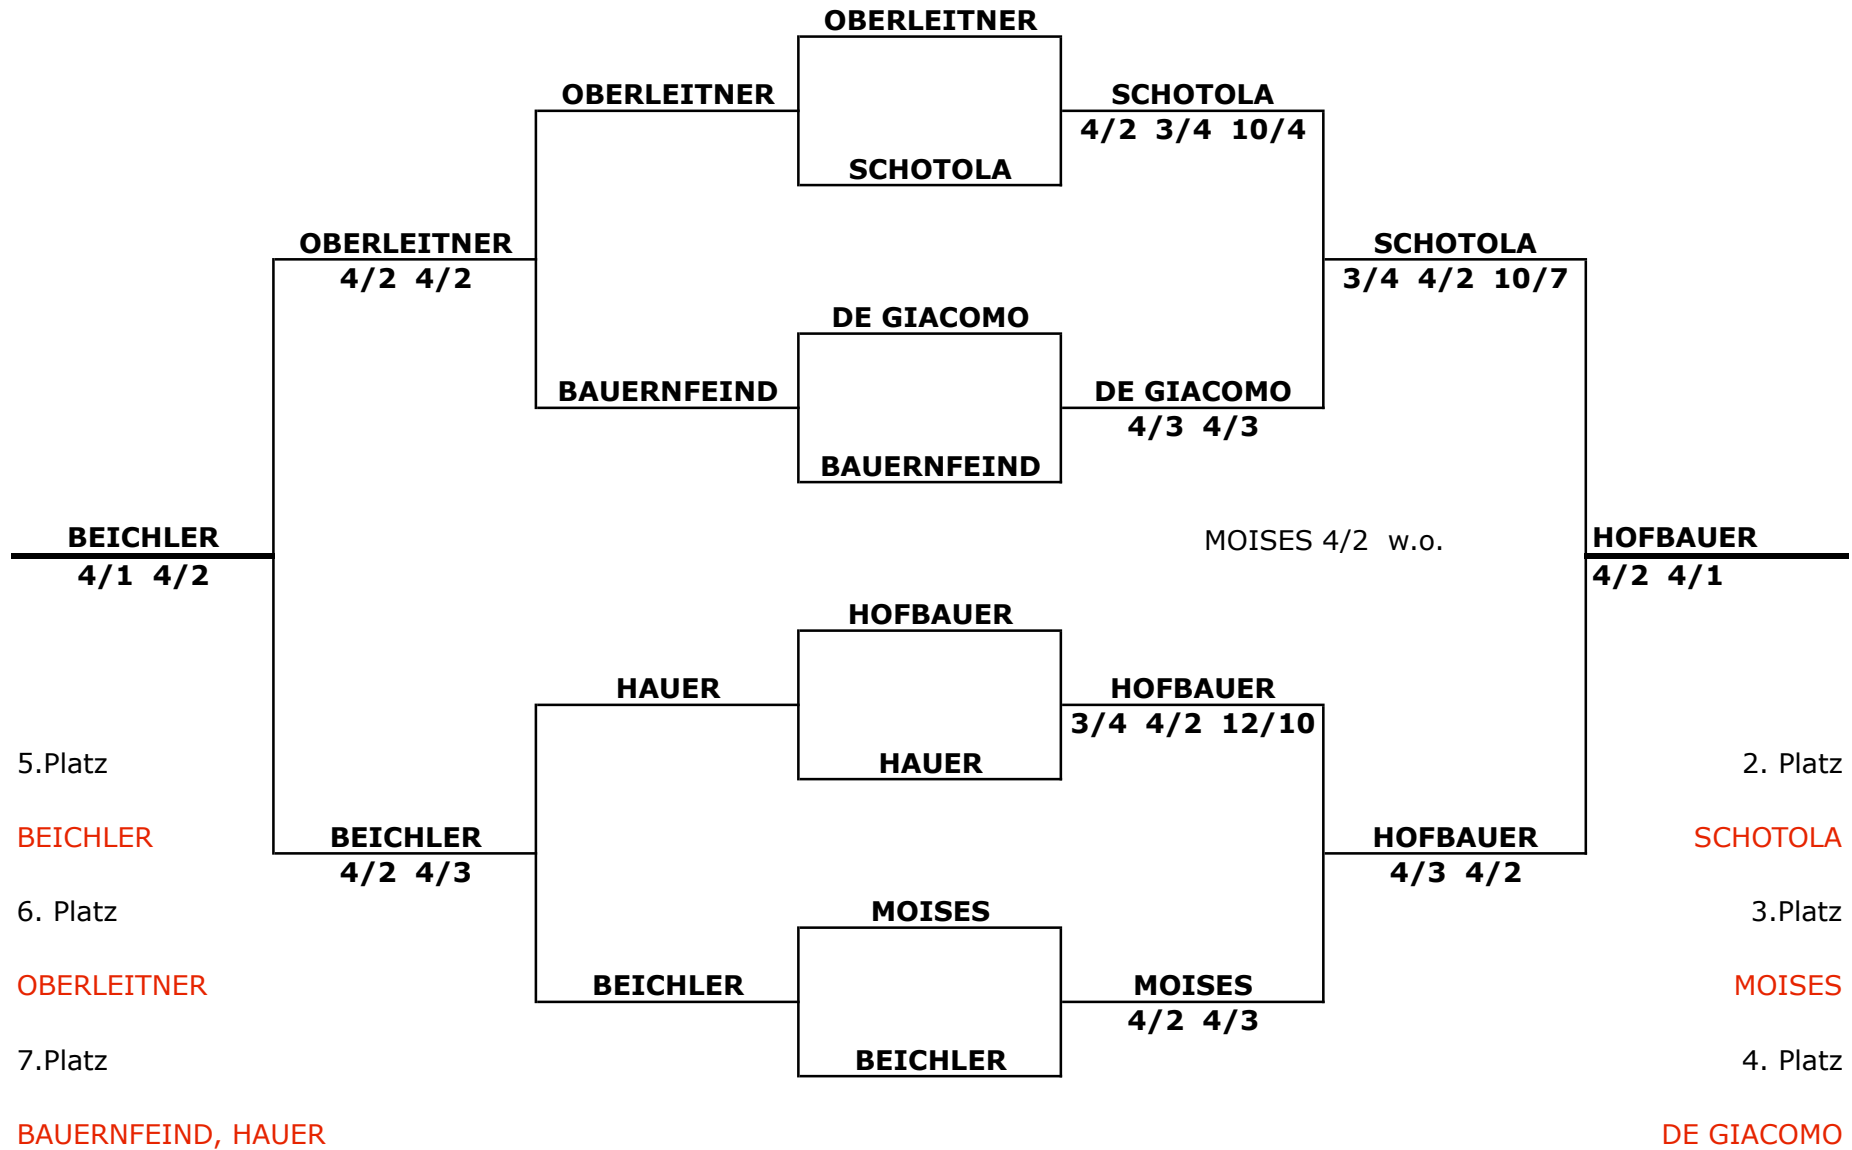 OBERLEITNER
OBERLEITNER
SCHOTOLA
4/2 3/4 10/4
SCHOTOLA
OBERLEITNER
4/2 4/2
SCHOTOLA
3/4 4/2 10/7
DE GIACOMO
BAUERNFEIND
DE GIACOMO
4/3 4/3
BAUERNFEIND
BEICHLER
4/1 4/2
MOISES 4/2 w.o.
HOFBAUER
4/2 4/1
HOFBAUER
HAUER
HOFBAUER
3/4 4/2 12/10
5.Platz
HAUER
2. Platz
BEICHLER
BEICHLER
4/2 4/3
HOFBAUER
4/3 4/2
SCHOTOLA
6. Platz
MOISES
3.Platz
OBERLEITNER
BEICHLER
MOISES
4/2 4/3
MOISES
7.Platz
BEICHLER
4. Platz
BAUERNFEIND, HAUER
DE GIACOMO